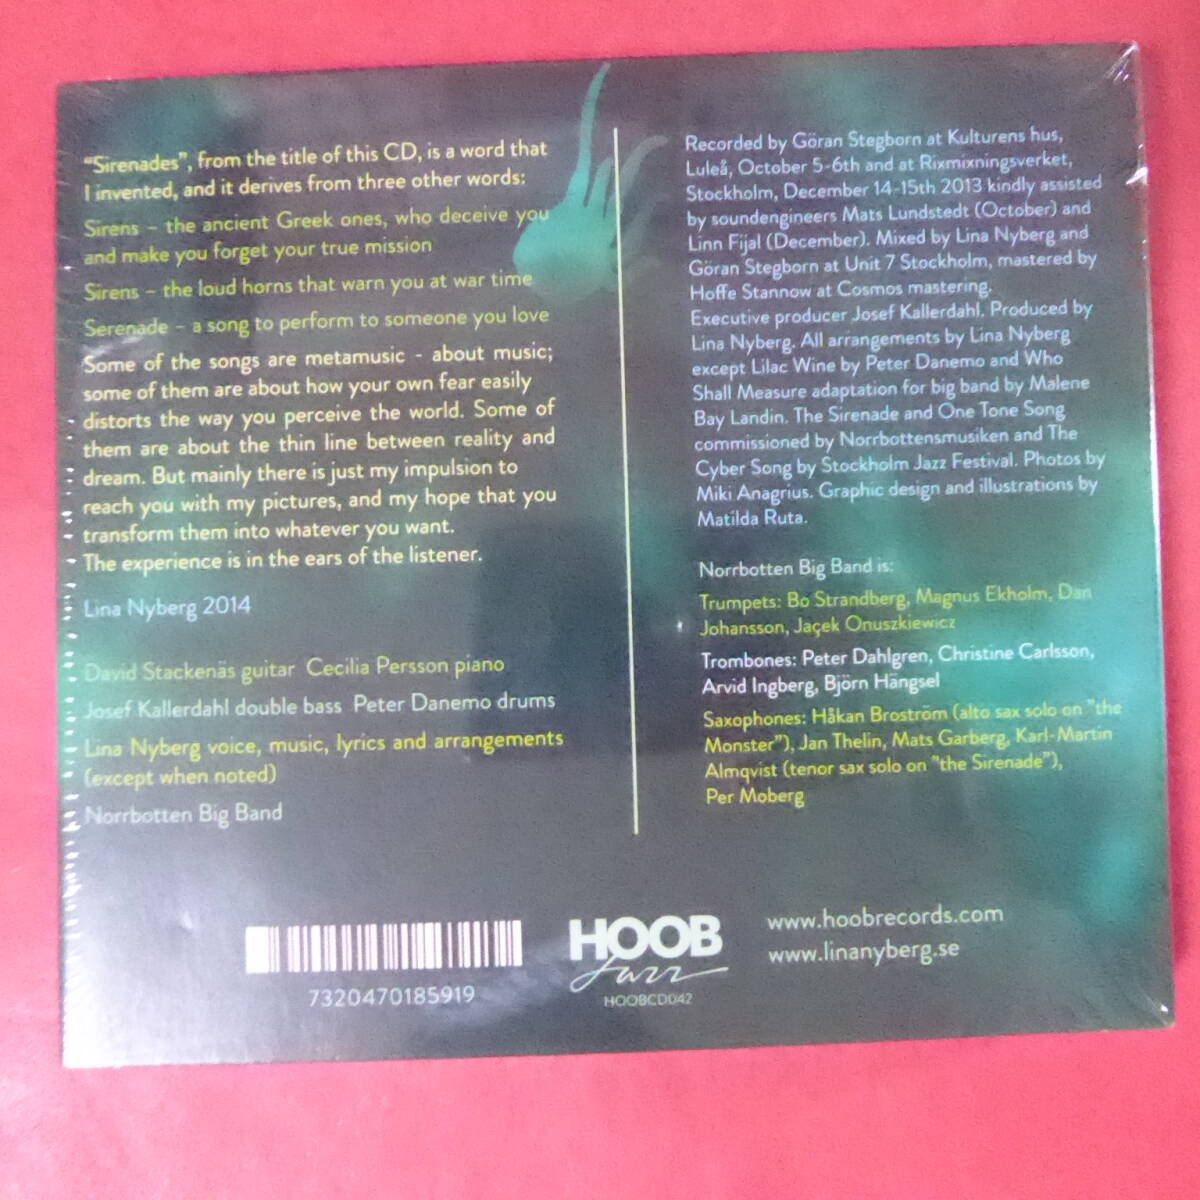 “Sirenades”, from the title of this CD, is a word that
I invented, and it derives from three other words:
Sirens – the ancient Greek ones, who deceive you
and make you forget your true mission
Sirens – the loud horns that warn you at war time
Serenade – a song to perform to someone you love
Some of the songs are metamusic - about music;
some of them are about how your own fear easily
distorts the way you perceive the world. Some of
them are about the thin line between reality and
dream. But mainly there is just my impulsion to
reach you with my pictures, and my hope that you
transform them into whatever you want.
The experience is in the ears of the listener.
Lina Nyberg 2014
David Stackenäs guitar Cecilia Persson piano
Josef Kallerdahl double bass Peter Danemo drums
Lina Nyberg voice, music, lyrics and arrangements
(except when noted)
Norrbotten Big Band
Recorded by Göran Stegborn at Kulturens hus,
Luleå, October 5-6th and at Rixmixningsverket,
Stockholm, December 14-15th 2013 kindly assisted
by soundengineers Mats Lundstedt (October) and
Linn Fijal (December). Mixed by Lina Nyberg and
Göran Stegborn at Unit 7 Stockholm, mastered by
Hoffe Stannow at Cosmos mastering.
Executive producer Josef Kallerdahl. Produced by
Lina Nyberg. All arrangements by Lina Nyberg
except Lilac Wine by Peter Danemo and Who
Shall Measure adaptation for big band by Malene
Bay Landin. The Sirenade and One Tone Song
commissioned by Norrbottensmusiken and The
Cyber Song by Stockholm Jazz Festival. Photos by
Miki Anagrius. Graphic design and illustrations by
Matilda Ruta.
Norrbotten Big Band is:
Trumpets: Bo Strandberg, Magnus Ekholm, Dan
Johansson, Jaçek Onuszkiewicz
Trombones: Peter Dahlgren, Christine Carlsson,
Arvid Ingberg, Björn Hängsel
Saxophones: Håkan Broström (alto sax solo on "the
Monster"), Jan Thelin, Mats Garberg, Karl-Martin
Almqvist (tenor sax solo on "the Sirenade"),
Per Moberg
7320470185919
HOOB
Jazz
HOOBCD042
www.hoobrecords.com
www.linanyberg.se